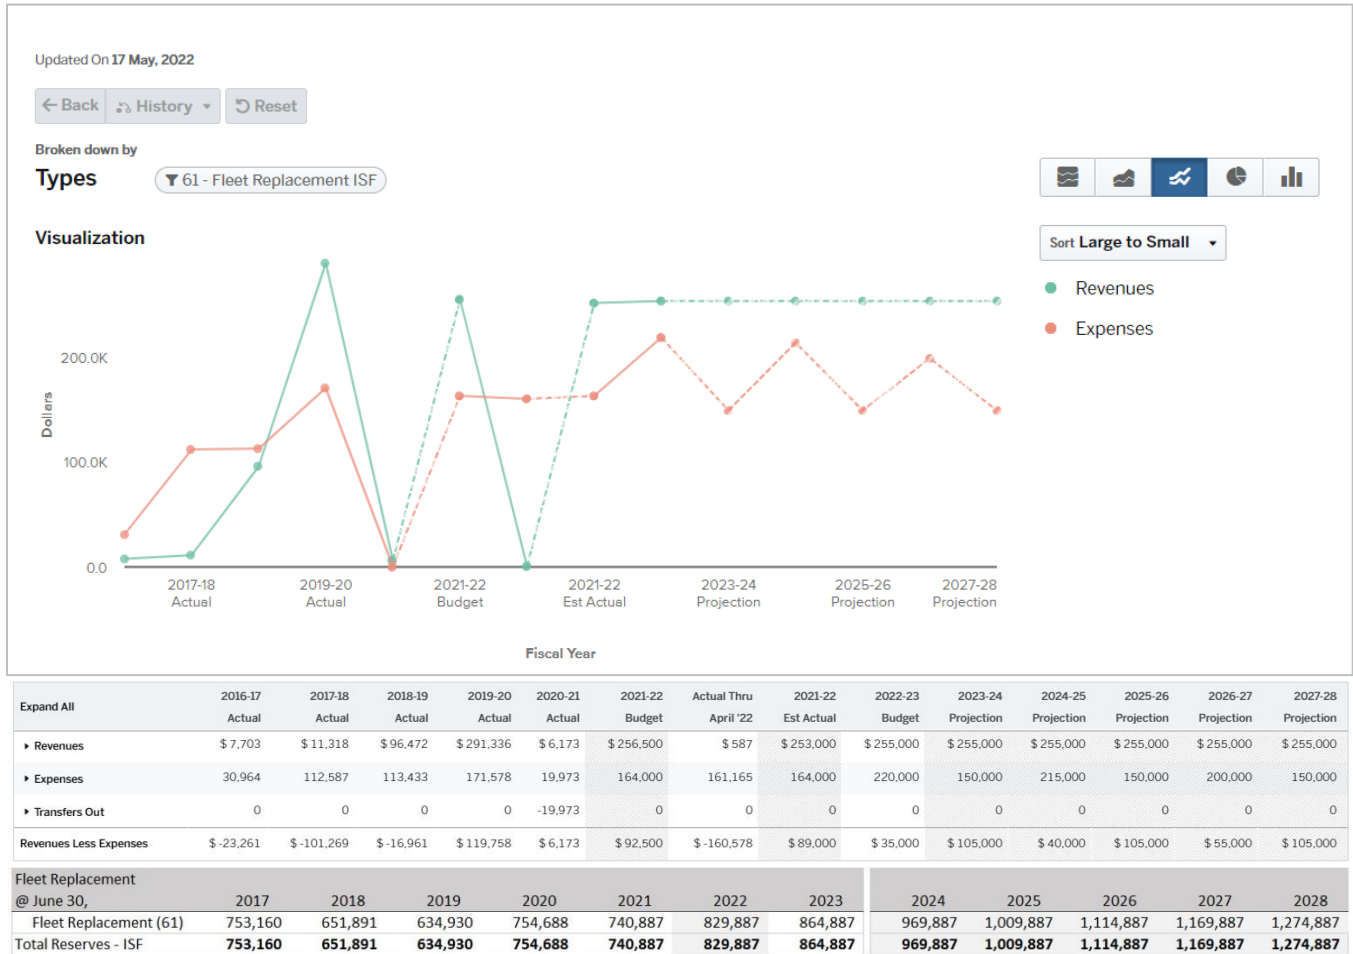 Updated On 17 May, 2022
Back History Reset
Broken down by
Types 61 - Fleet Replacement ISF
Visualization
Sort Large to Small
Revenues
Expenses
200.0K
100.0K
0.0
Dollars
2017-18 2019-20 2021-22 2021-22 2023-24 2025-26 2027-28
Actual Actual Budget Est Actual Projection Projection Projection
Fiscal Year
2016-17 2017-18 2018-19 2019-20 2020-21 2021-22 Actual Thru 2021-22 2022-23 2023-24 2024-25 2025-26 2026-27 2027-28
Expand All Actual Actual Actual Actual Actual Budget April '22 Est Actual Budget Projection Projection Projection Projection Projection
Revenues $ 7,703 $ 11,318 $ 96,472 $ 291,336 $ 6,173 $ 256,500 $ 587 $ 253,000 $ 255,000 $ 255,000 $ 255,000 $ 255,000 $ 255,000 $ 255,000
Expenses 30,964 112,587 113,433 171,578 19,973 164,000 161,165 164,000 220,000 150,000 215,000 150,000 200,000 150,000
Transfers Out 0 0 0 0 -19,973 0 0 0 0 0 0 0 0 0
Revenues Less Expenses $ -23,261 $ -101,269 $ -16,961 $ 119,758 $ 6,173 $ 92,500 $ -160,578 $ 89,000 $ 35,000 $ 105,000 $ 40,000 $ 105,000 $ 55,000 $ 105,000
Fleet Replacement
@ June 30, 2017 2018 2019 2020 2021 2022 2023 2024 2025 2026 2027 2028
Fleet Replacement (61) 753,160 651,891 634,930 754,688 740,887 829,887 864,887 969,887 1,009,887 1,114,887 1,169,887 1,274,887
Total Reserves - ISF 753,160 651,891 634,930 754,688 740,887 829,887 864,887 969,887 1,009,887 1,114,887 1,169,887 1,274,887